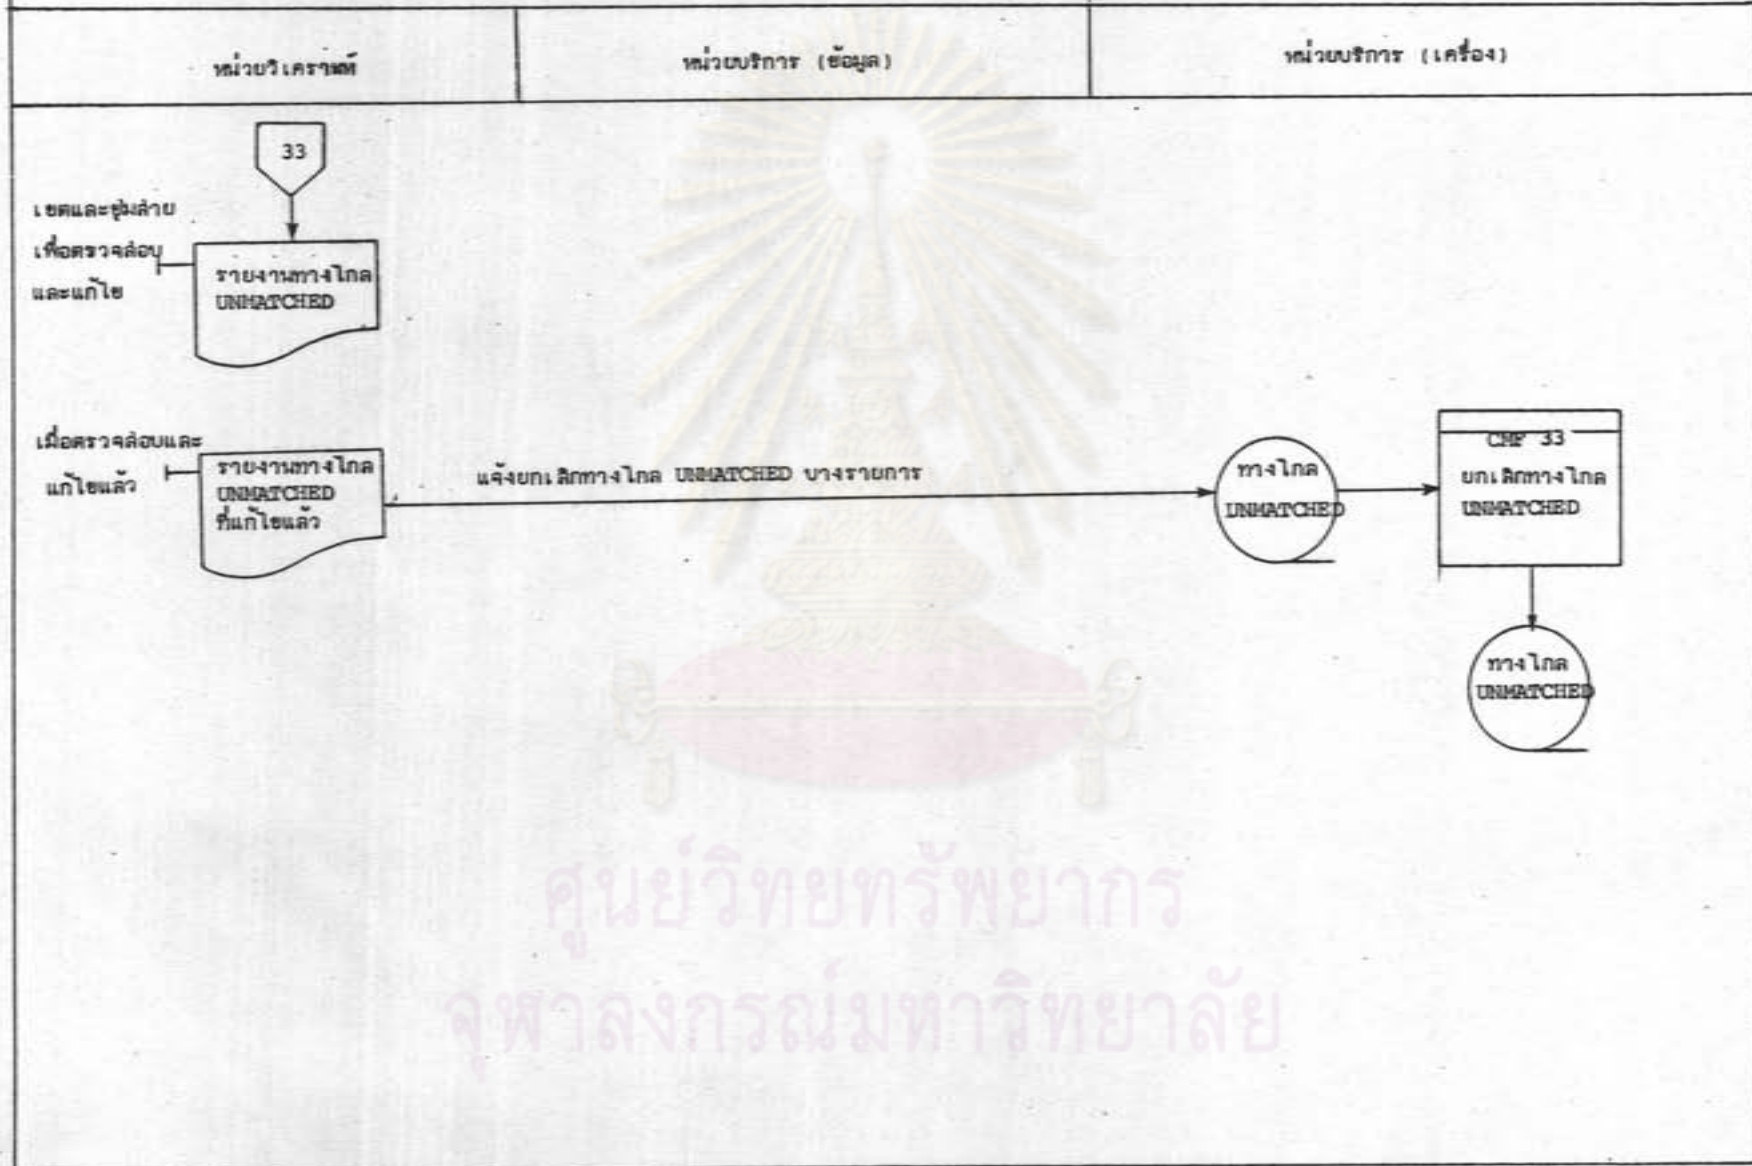 หน่วยวิเคราะห์
หน่วยบริการ (ข้อมูล)
หน่วยบริการ (เครื่อง)
33
เขตและชุมสาย
เพื่อตรวจสอบ
และแก้ไข
รายงานทางไกล
UNMATCHED
เมื่อตรวจสอบและ
แก้ไขแล้ว
รายงานทางไกล
UNMATCHED
ที่แก้ไขแล้ว
แจ้งยกเลิกทางไกล UNMATCHED บางรายการ
ทางไกล
UNMATCHED
CMF 33
ยกเลิกทางไกล
UNMATCHED
ทางไกล
UNMATCHED
ศูนย์วิทยทรัพยากร
จุฬาลงกรณ์มหาวิทยาลัย